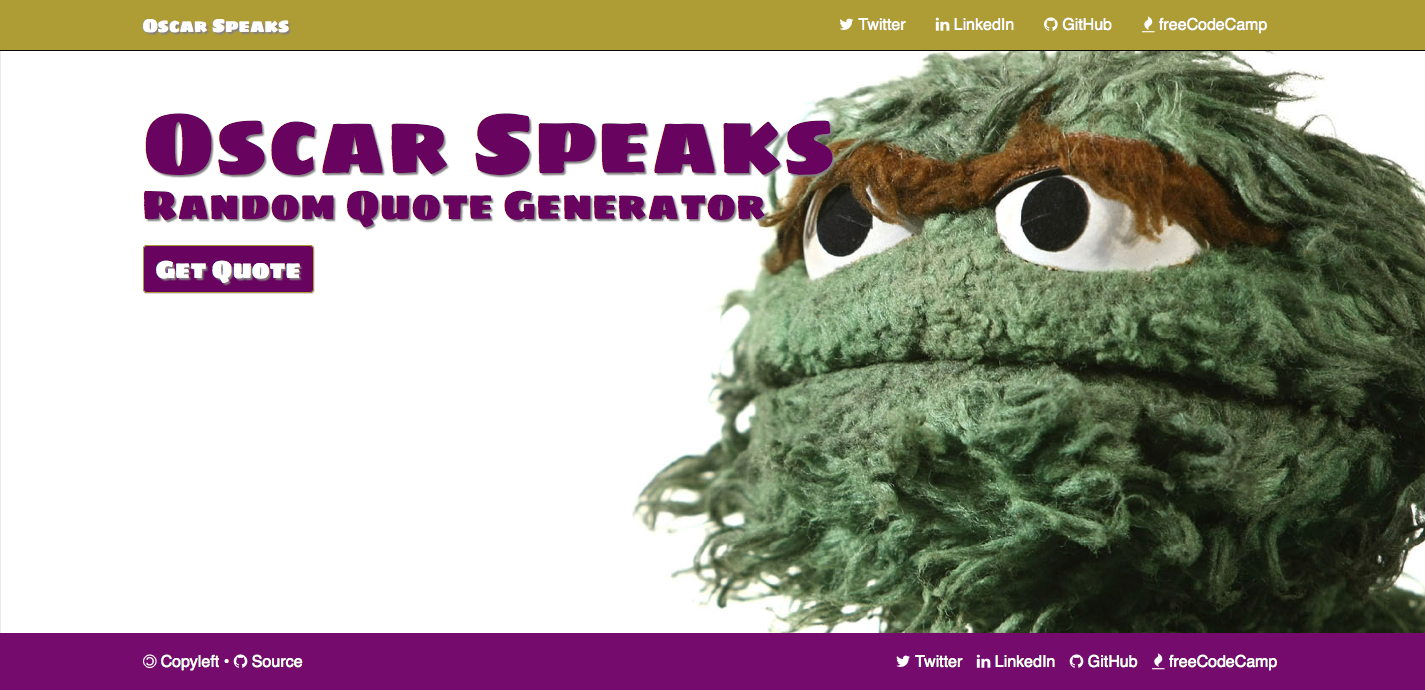 Oscar Speaks
Twitter LinkedIn GitHub freeCodeCamp
Oscar Speaks
Random Quote Generator
Get Quote
Copyleft • Source
Twitter LinkedIn GitHub freeCodeCamp